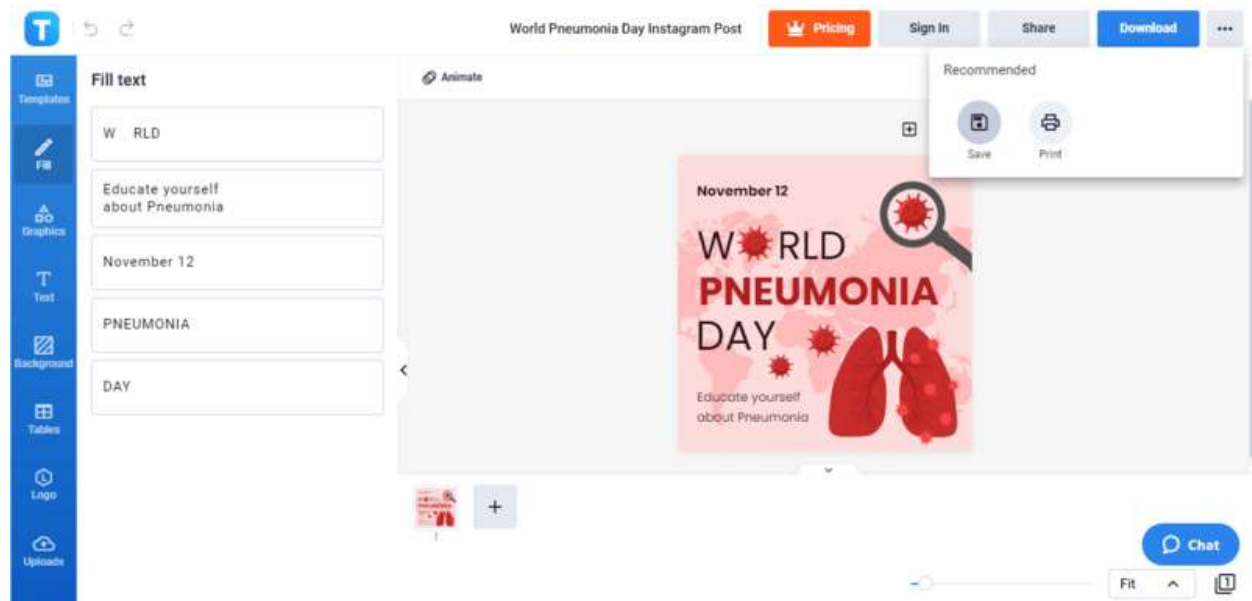 T
World Pneumonia Day Instagram Post
Pricing
Sign In
Share
Download
Templates
Fill
Graphics
Text
Background
Tables
Logo
Uploads
Fill text
W RLD
Educate yourself
about Pneumonia
November 12
PNEUMONIA
DAY
Animate
Recommended
Save
Print
November 12
W RLD
PNEUMONIA
DAY
Educate yourself
about Pneumonia
1
Chat
Fit
1